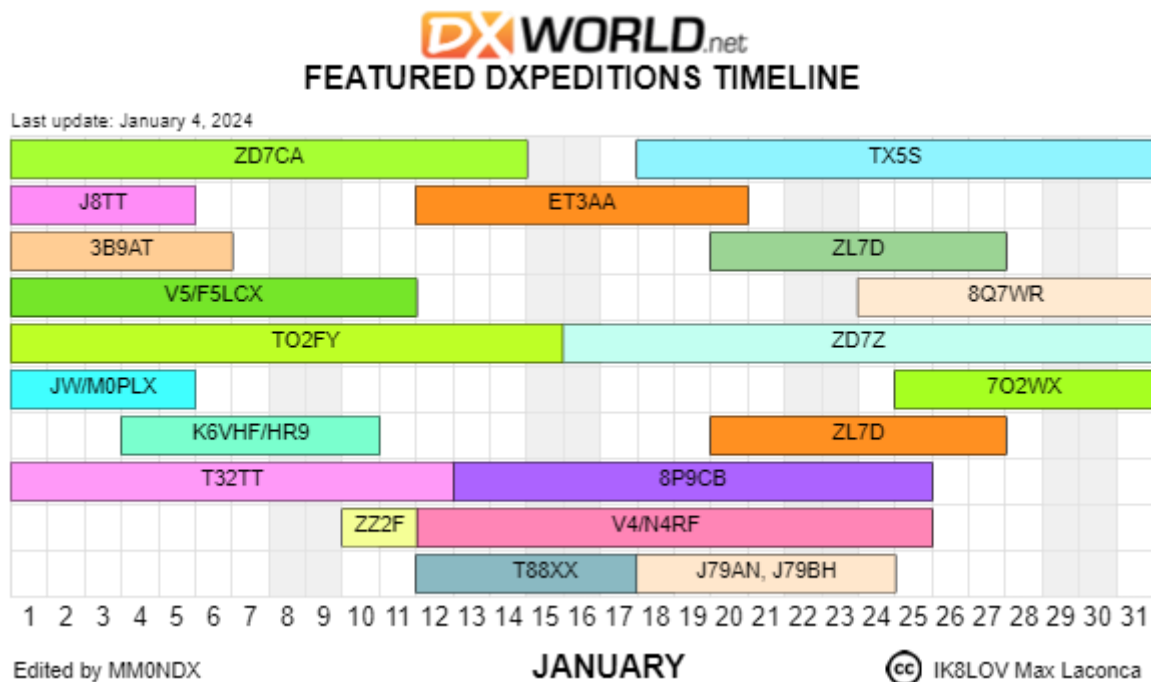 DX WORLD.net
FEATURED DXPEDITIONS TIMELINE
Last update: January 4, 2024
ZD7CA TX5S
J8TT ET3AA
3B9AT ZL7D
V5/F5LCX 8Q7WR
TO2FY ZD7Z
JW/M0PLX 7O2WX
K6VHF/HR9 ZL7D
T32TT 8P9CB
ZZ2F V4/N4RF
T88XX J79AN, J79BH
1 2 3 4 5 6 7 8 9 10 11 12 13 14 15 16 17 18 19 20 21 22 23 24 25 26 27 28 29 30 31
Edited by MM0NDX JANUARY cc IK8LOV Max Laconca